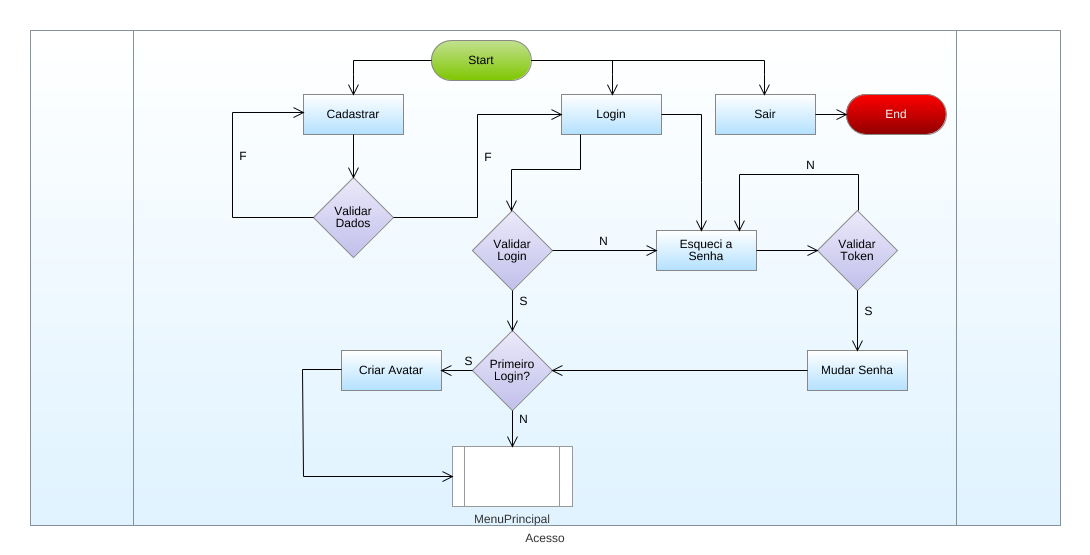 Start
Cadastrar
Login
Sair
End
F
F
N
Validar
Dados
Validar
Login
N
Esqueci a
Senha
Validar
Token
S
S
Criar Avatar
S
Primeiro
Login?
Mudar Senha
N
MenuPrincipal
Acesso